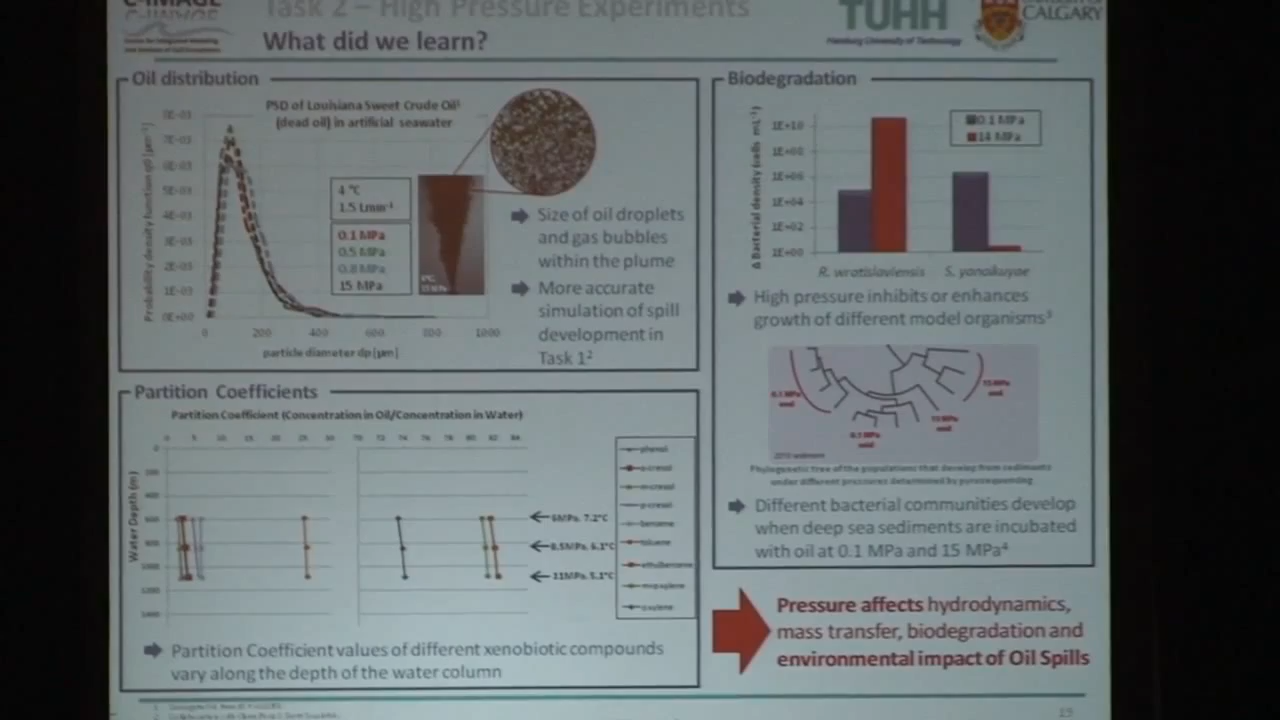 C-IMAGE
Task 2 – High Pressure Experiments
What did we learn?
TUHH
Hamburg University of Technology
CALGARY
Oil distribution
PSD of Louisiana Sweet Crude Oil¹
(dead oil) in artificial seawater
Probability density function q0 [µm⁻¹]
7E-03
6E-03
5E-03
4E-03
3E-03
2E-03
1E-03
0E+00
0 200 400 600 800 1000
particle diameter dp [µm]
4 °C
1.5 Lmin⁻¹
0.1 MPa
0.5 MPa
0.8 MPa
15 MPa
Size of oil droplets
and gas bubbles
within the plume
More accurate
simulation of spill
development in
Task 1²
Partition Coefficients
Partition Coefficient (Concentration in Oil/Concentration in Water)
Water Depth (m)
phenol
o-cresol
m-cresol
p-cresol
benzene
toluene
ethylbenzene
m+p-xylene
o-xylene
6MPa, 7.2°C
8.5MPa, 6.1°C
11MPa, 5.1°C
Partition Coefficient values of different xenobiotic compounds
vary along the depth of the water column
Biodegradation
Δ Bacterial density (cells mL⁻¹)
1E+10
1E+08
1E+06
1E+04
1E+02
1E+00
0.1 MPa
14 MPa
R. wratislaviensis S. yanoikuyae
High pressure inhibits or enhances
growth of different model organisms³
0.1 MPa
15 MPa
15 MPa
0.1 MPa
Phylogenetic tree of the populations that develop from sediments
under different pressures determined by pyrosequencing
Different bacterial communities develop
when deep sea sediments are incubated
with oil at 0.1 MPa and 15 MPa⁴
Pressure affects hydrodynamics,
mass transfer, biodegradation and
environmental impact of Oil Spills
15